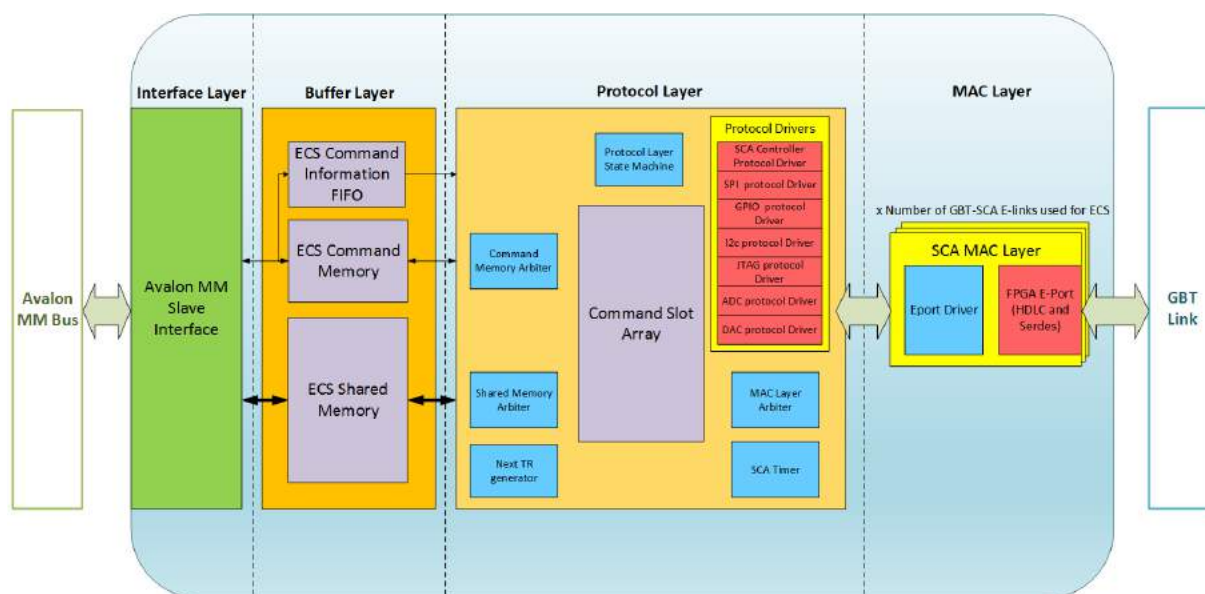 Interface Layer
Buffer Layer
Protocol Layer
MAC Layer
Avalon
MM Bus
Avalon MM
Slave
Interface
ECS Command
Information
FIFO
ECS Command
Memory
ECS Shared
Memory
Protocol Layer
State Machine
Command
Memory Arbiter
Command Slot
Array
Shared Memory
Arbiter
Next TR
generator
Protocol Drivers
SCA Controller
Protocol Driver
SPI protocol Driver
GPIO protocol
Driver
I2c protocol Driver
JTAG protocol
Driver
ADC protocol Driver
DAC protocol Driver
MAC Layer
Arbiter
SCA Timer
x Number of GBT-SCA E-links used for ECS
SCA MAC Layer
Eport Driver
FPGA E-Port
(HDLC and
Serdes)
GBT
Link